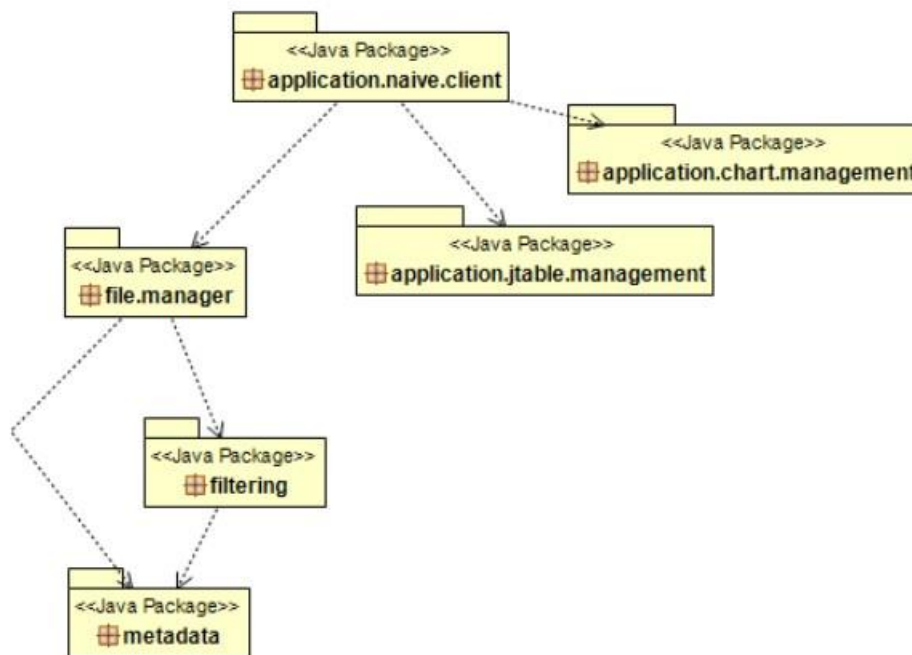 <<Java Package>>
application.naive.client
<<Java Package>>
application.chart.management
<<Java Package>>
application.jtable.management
<<Java Package>>
file.manager
<<Java Package>>
filtering
<<Java Package>>
metadata